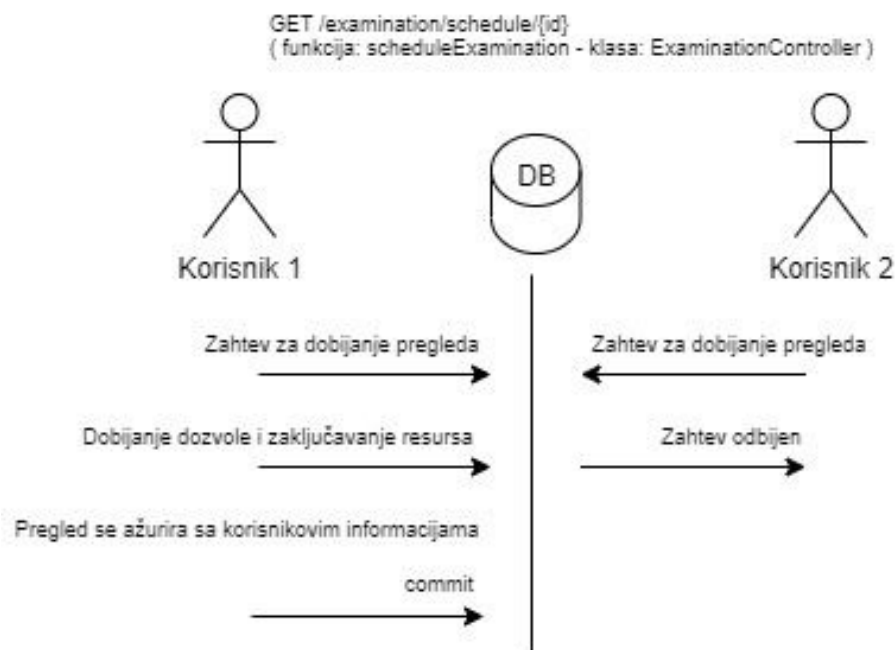 GET /examination/schedule/{id}
( funkcija: scheduleExamination - klasa: ExaminationController )
DB
Korisnik 1
Korisnik 2
Zahtev za dobijanje pregleda
Zahtev za dobijanje pregleda
Dobijanje dozvole i zaključavanje resursa
Zahtev odbijen
Pregled se ažurira sa korisnikovim informacijama
commit